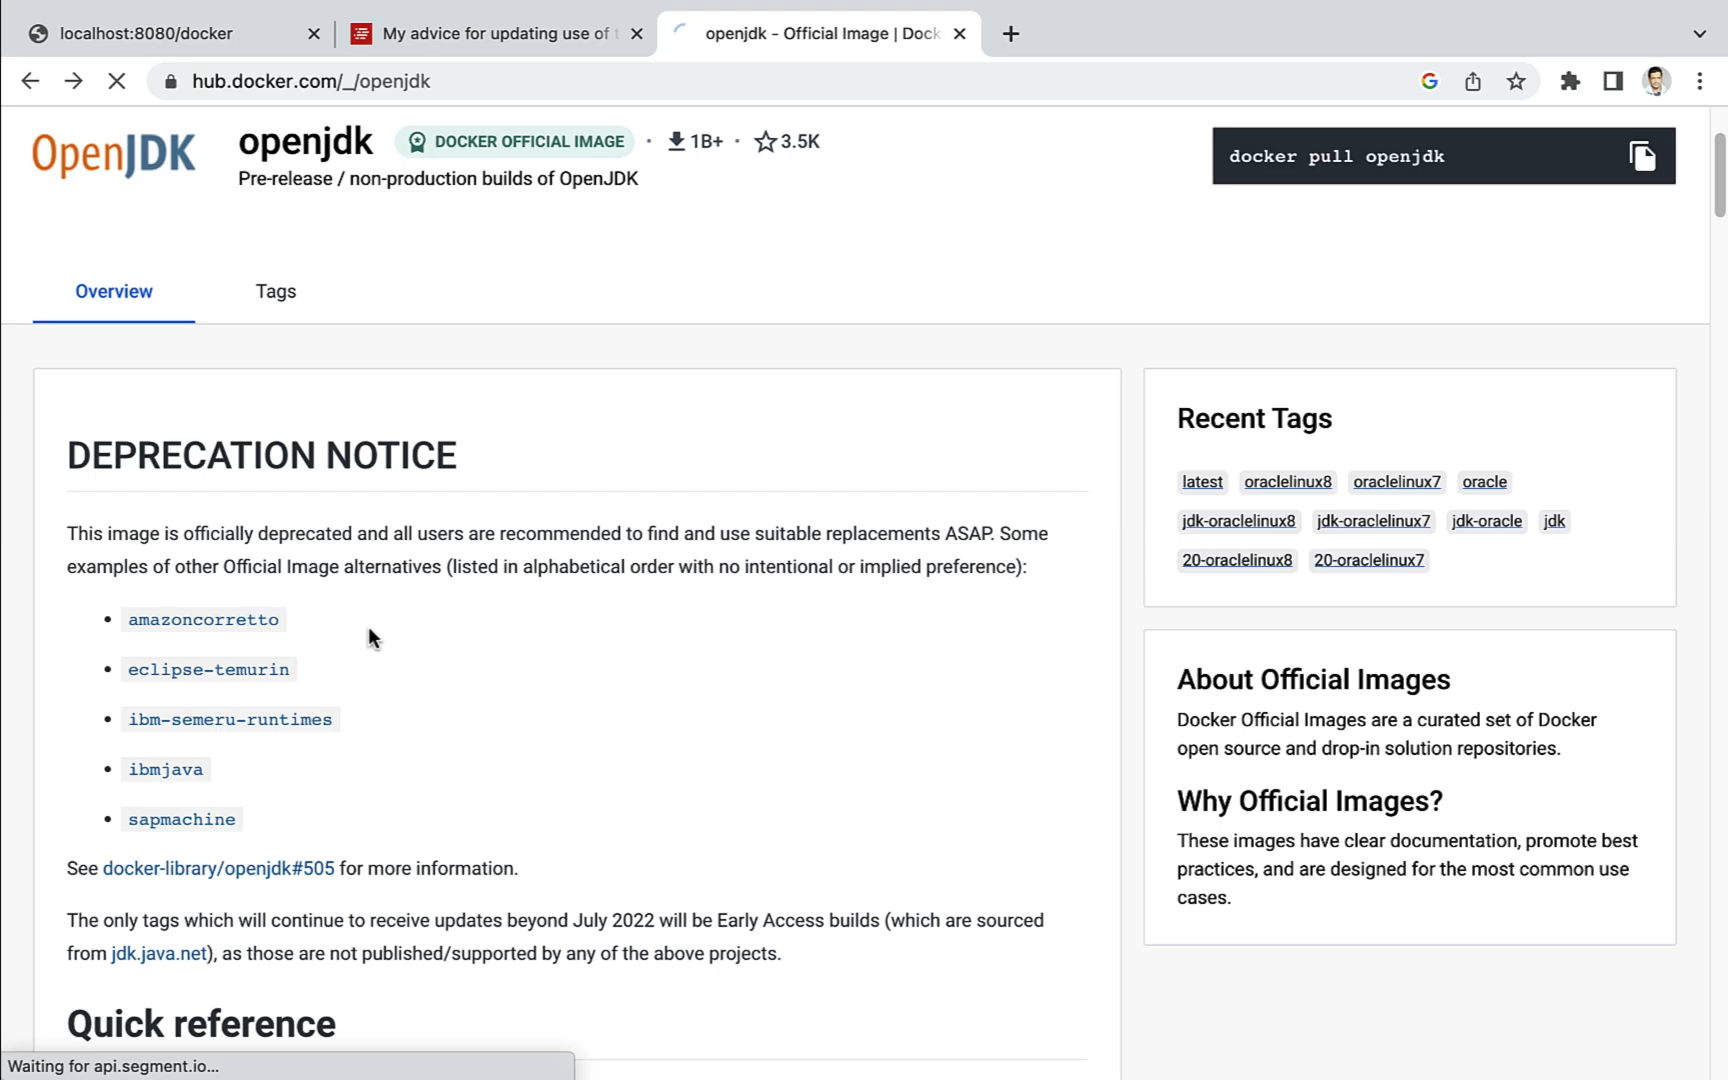 localhost:8080/docker
My advice for updating use of t
openjdk - Official Image | Dock
hub.docker.com/_/openjdk
OpenJDK
openjdk DOCKER OFFICIAL IMAGE · 1B+ · 3.5K
Pre-release / non-production builds of OpenJDK
docker pull openjdk
Overview Tags
DEPRECATION NOTICE
This image is officially deprecated and all users are recommended to find and use suitable replacements ASAP. Some
examples of other Official Image alternatives (listed in alphabetical order with no intentional or implied preference):
• amazoncorretto
• eclipse-temurin
• ibm-semeru-runtimes
• ibmjava
• sapmachine
See docker-library/openjdk#505 for more information.
The only tags which will continue to receive updates beyond July 2022 will be Early Access builds (which are sourced
from jdk.java.net), as those are not published/supported by any of the above projects.
Quick reference
Recent Tags
latest oraclelinux8 oraclelinux7 oracle
jdk-oraclelinux8 jdk-oraclelinux7 jdk-oracle jdk
20-oraclelinux8 20-oraclelinux7
About Official Images
Docker Official Images are a curated set of Docker
open source and drop-in solution repositories.
Why Official Images?
These images have clear documentation, promote best
practices, and are designed for the most common use
cases.
Waiting for api.segment.io...